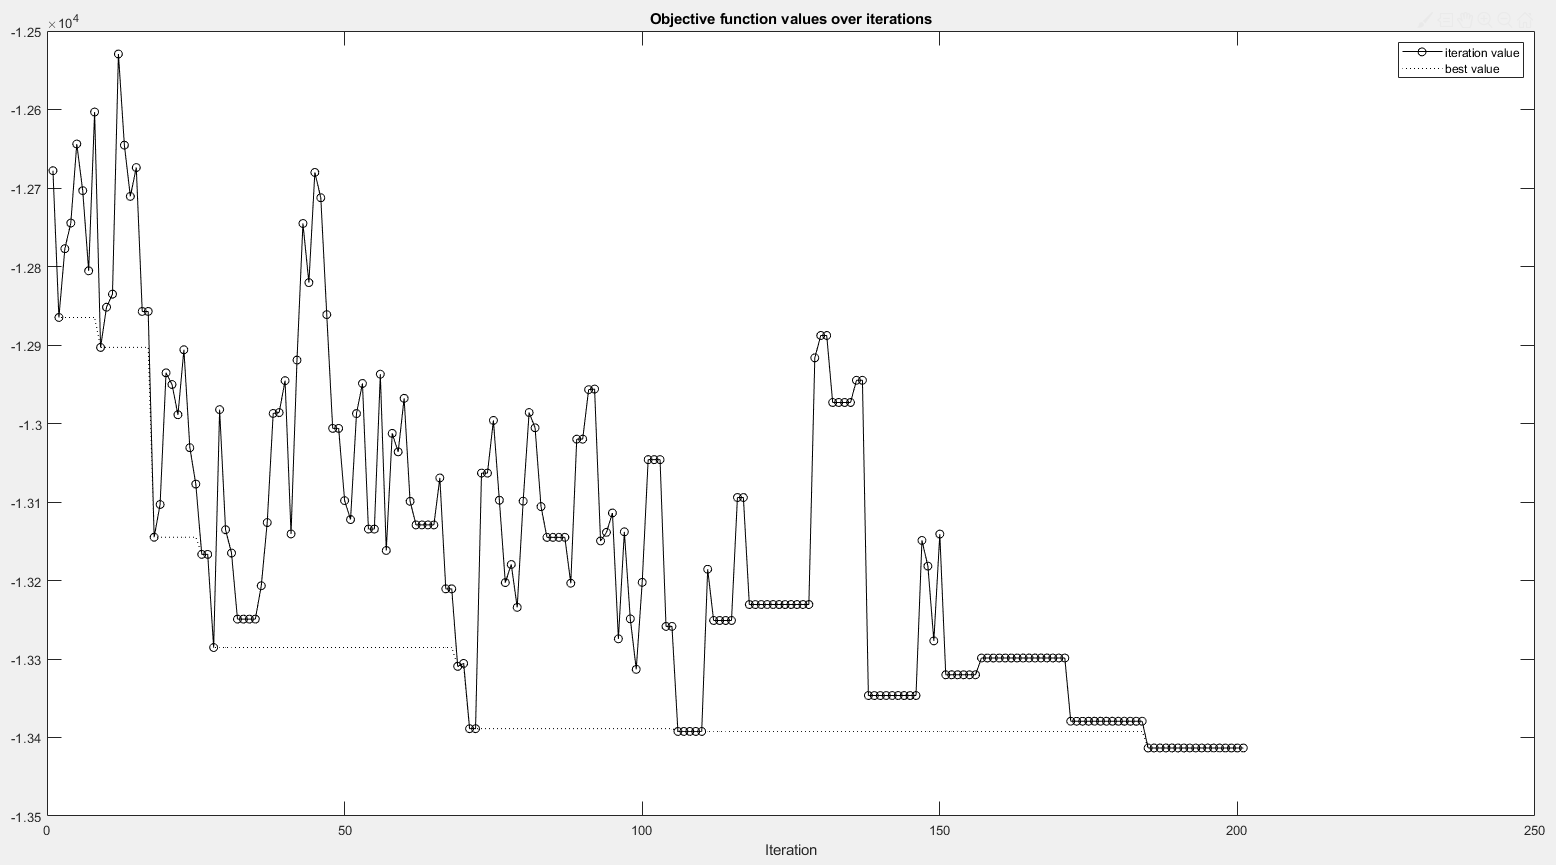 Objective function values over iterations
×10⁴
-1.25
-1.26
-1.27
-1.28
-1.29
-1.3
-1.31
-1.32
-1.33
-1.34
-1.35
iteration value
best value
0 50 100 150 200 250
Iteration